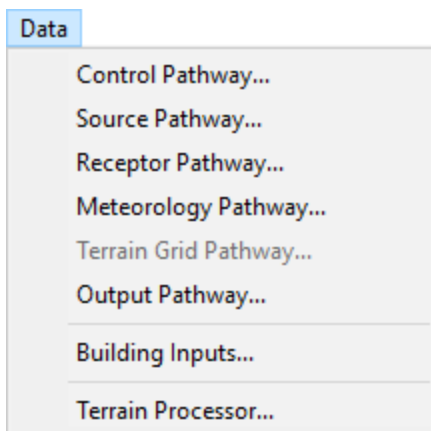 Data
Control Pathway...
Source Pathway...
Receptor Pathway...
Meteorology Pathway...
Terrain Grid Pathway...
Output Pathway...
Building Inputs...
Terrain Processor...